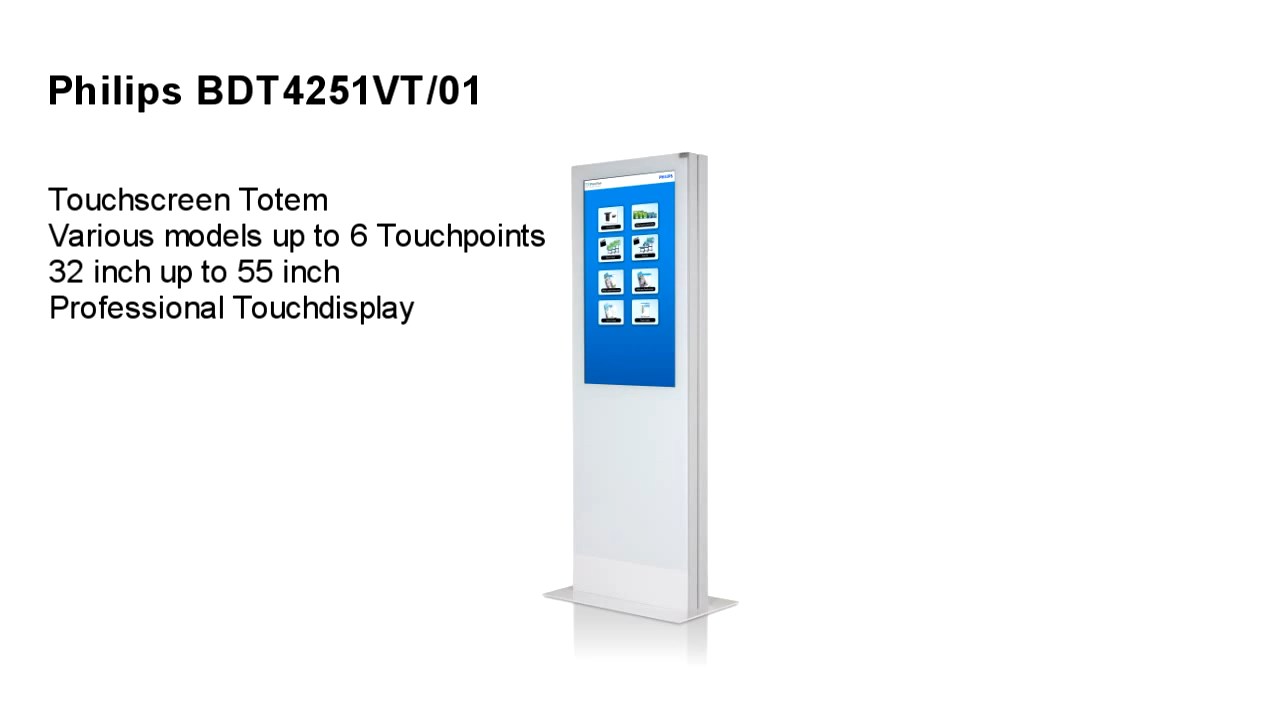 Philips BDT4251VT/01
Touchscreen Totem
Various models up to 6 Touchpoints
32 inch up to 55 inch
Professional Touchdisplay
PHILIPS